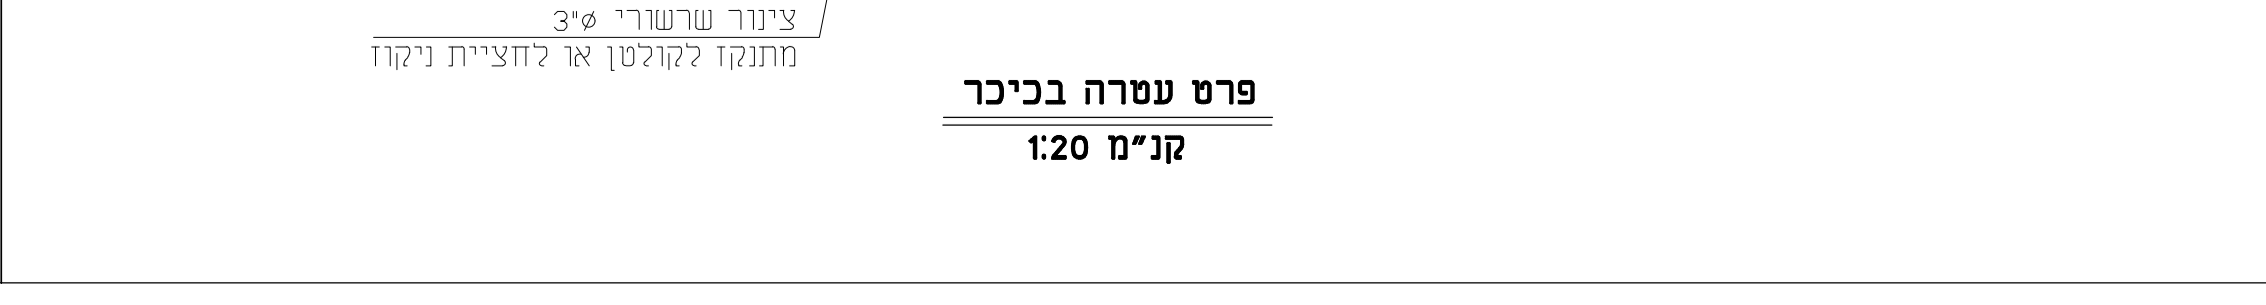 צינור שרשורי ∅"3
מתנקז לקולטן או לחציית ניקוז
פרט עטרה בכיכר
קנ"מ 1:20